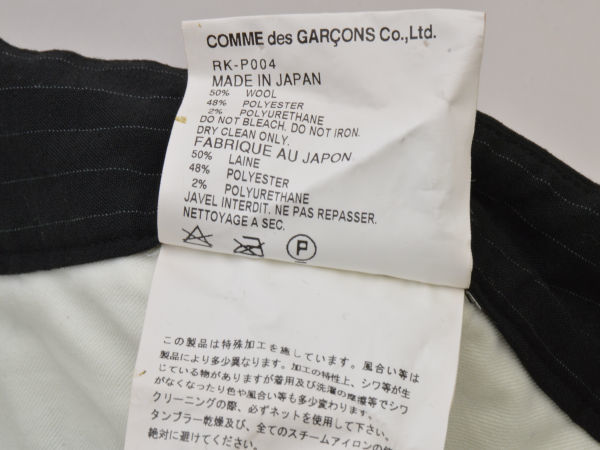 COMME des GARÇONS Co.,Ltd.
RK-P004
MADE IN JAPAN
50% WOOL
48% POLYESTER
2% POLYURETHANE
DO NOT BLEACH. DO NOT IRON.
DRY CLEAN ONLY.
FABRIQUE AU JAPON
50% LAINE
48% POLYESTER
2% POLYURETHANE
JAVEL INTERDIT. NE PAS REPASSER.
NETTOYAGE A SEC.
P
この製品は特殊加工を施しています。風合い等は
製品により多少異なります。加工の特性上、シワ等が生
じている物がありますが着用及び洗濯の摩擦等でシワ
がなくなったり色や風合い等も多少変わります。
クリーニングの際、必ずネットを使用して下さい。
タンブラー乾燥及び、全てのスチームアイロンの使
絶対に避けてください。